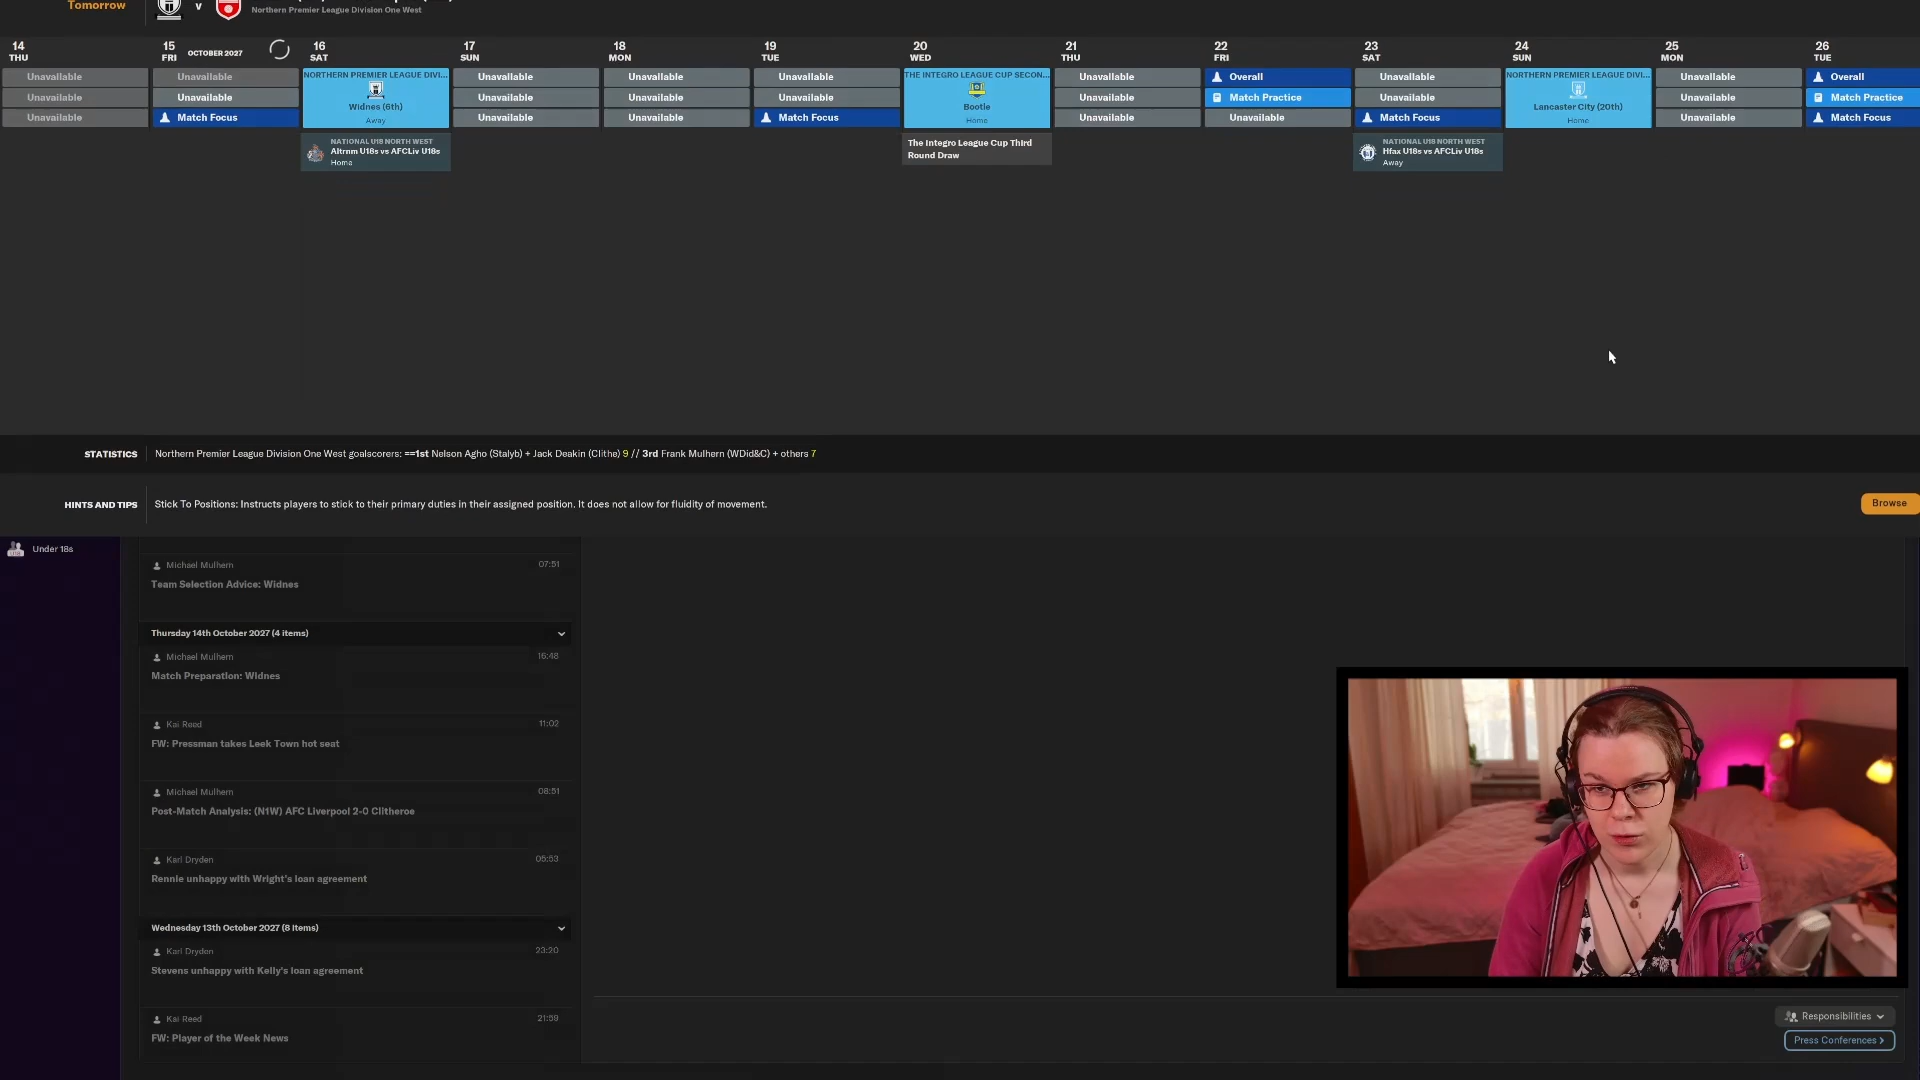 Tomorrow
v
Northern Premier League Division One West
14
THU
15
FRI
OCTOBER 2027
16
SAT
17
SUN
18
MON
19
TUE
20
WED
21
THU
22
FRI
23
SAT
24
SUN
25
MON
26
TUE
Unavailable
Unavailable
NORTHERN PREMIER LEAGUE DIVI...
Unavailable
Unavailable
Unavailable
THE INTEGRO LEAGUE CUP SECON...
Unavailable
Overall
Unavailable
NORTHERN PREMIER LEAGUE DIVI...
Unavailable
Overall
Unavailable
Unavailable
Widnes (6th)
Unavailable
Unavailable
Unavailable
Bootle
Unavailable
Match Practice
Unavailable
Lancaster City (20th)
Unavailable
Match Practice
Unavailable
Match Focus
Away
Unavailable
Unavailable
Match Focus
Home
Unavailable
Unavailable
Match Focus
Home
Unavailable
Match Focus
NATIONAL U18 NORTH WEST
Altrnm U18s vs AFCLiv U18s
Home
The Integro League Cup Third
Round Draw
NATIONAL U18 NORTH WEST
Hfax U18s vs AFCLiv U18s
Away
STATISTICS
Northern Premier League Division One West goalscorers: ==1st Nelson Agho (Stalyb) + Jack Deakin (Clithe) 9 // 3rd Frank Mulhern (WDid&C) + others 7
HINTS AND TIPS
Stick To Positions: Instructs players to stick to their primary duties in their assigned position. It does not allow for fluidity of movement.
Browse
Under 18s
Michael Mulhern
07:51
Team Selection Advice: Widnes
Thursday 14th October 2027 (4 items)
Michael Mulhern
16:48
Match Preparation: Widnes
Kai Reed
11:02
FW: Pressman takes Leek Town hot seat
Michael Mulhern
08:51
Post-Match Analysis: (N1W) AFC Liverpool 2-0 Clitheroe
Karl Dryden
05:53
Rennie unhappy with Wright's loan agreement
Wednesday 13th October 2027 (8 items)
Karl Dryden
23:20
Stevens unhappy with Kelly's loan agreement
Kai Reed
21:59
FW: Player of the Week News
Responsibilities
Press Conferences >